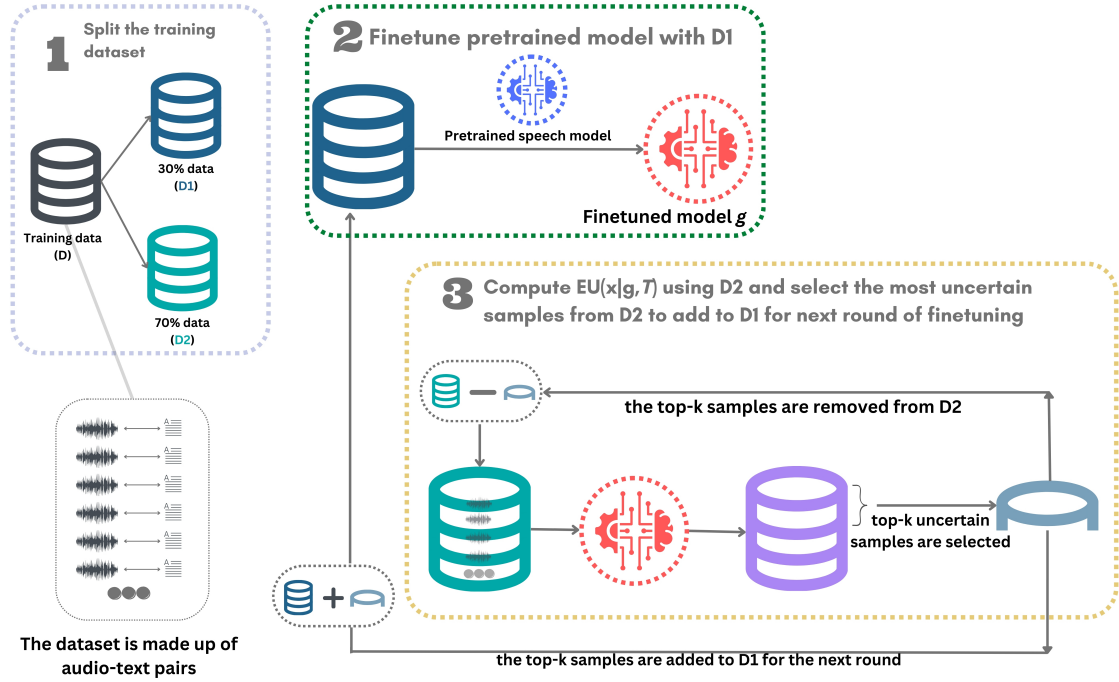 1
Split the training
dataset
30% data
(D1)
Training data
(D)
70% data
(D2)
2
Finetune pretrained model with D1
Pretrained speech model
Finetuned model g
3
Compute EU(x|g,T) using D2 and select the most uncertain
samples from D2 to add to D1 for next round of finetuning
the top-k samples are removed from D2
top-k uncertain
samples are selected
A
A
A
A
A
A
The dataset is made up of
audio-text pairs
the top-k samples are added to D1 for the next round